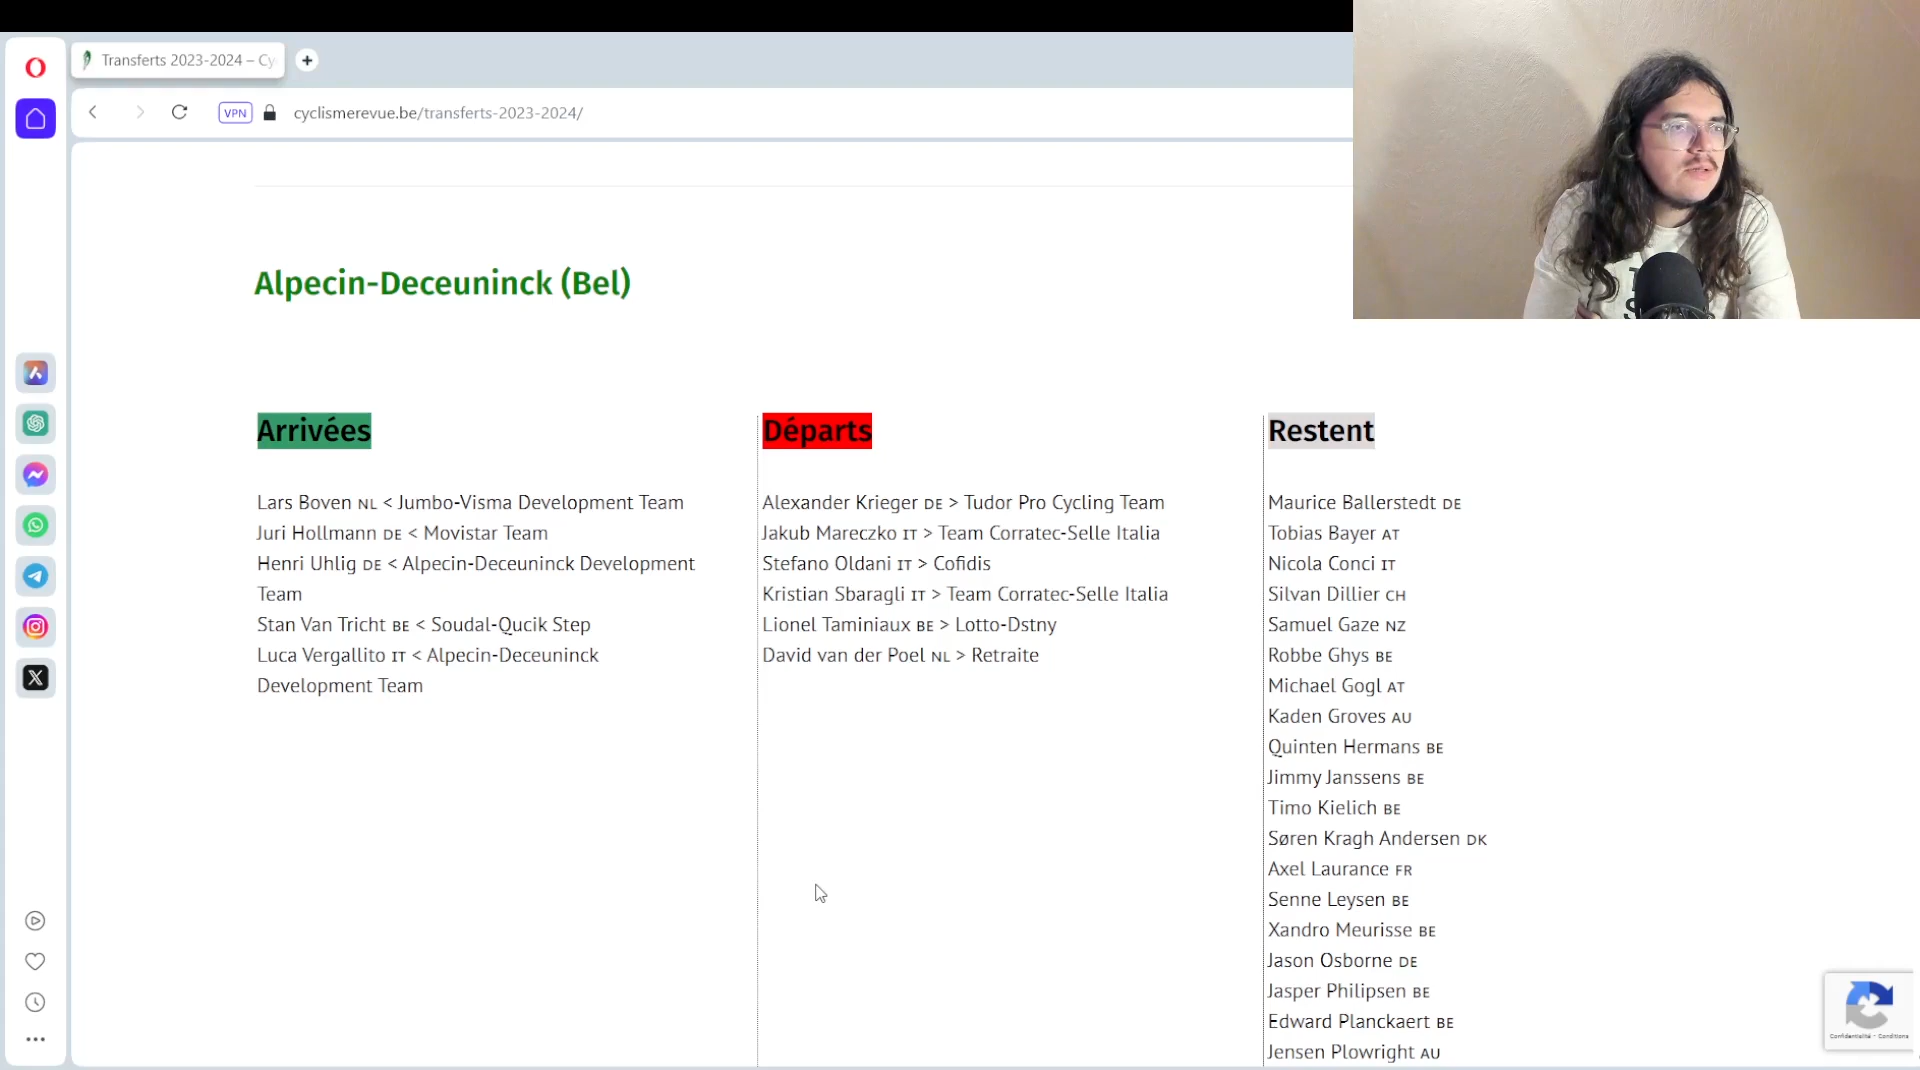 Transferts 2023-2024 – Cy
VPN
cyclismerevue.be/transferts-2023-2024/
Alpecin-Deceuninck (Bel)
Arrivées
Lars Boven NL < Jumbo-Visma Development Team
Juri Hollmann DE < Movistar Team
Henri Uhlig DE < Alpecin-Deceuninck Development
Team
Stan Van Tricht BE < Soudal-Qucik Step
Luca Vergallito IT < Alpecin-Deceuninck
Development Team
Départs
Alexander Krieger DE > Tudor Pro Cycling Team
Jakub Mareczko IT > Team Corratec-Selle Italia
Stefano Oldani IT > Cofidis
Kristian Sbaragli IT > Team Corratec-Selle Italia
Lionel Taminiaux BE > Lotto-Dstny
David van der Poel NL > Retraite
Restent
Maurice Ballerstedt DE
Tobias Bayer AT
Nicola Conci IT
Silvan Dillier CH
Samuel Gaze NZ
Robbe Ghys BE
Michael Gogl AT
Kaden Groves AU
Quinten Hermans BE
Jimmy Janssens BE
Timo Kielich BE
Søren Kragh Andersen DK
Axel Laurance FR
Senne Leysen BE
Xandro Meurisse BE
Jason Osborne DE
Jasper Philipsen BE
Edward Planckaert BE
Jensen Plowright AU
Confidentialité - Conditions